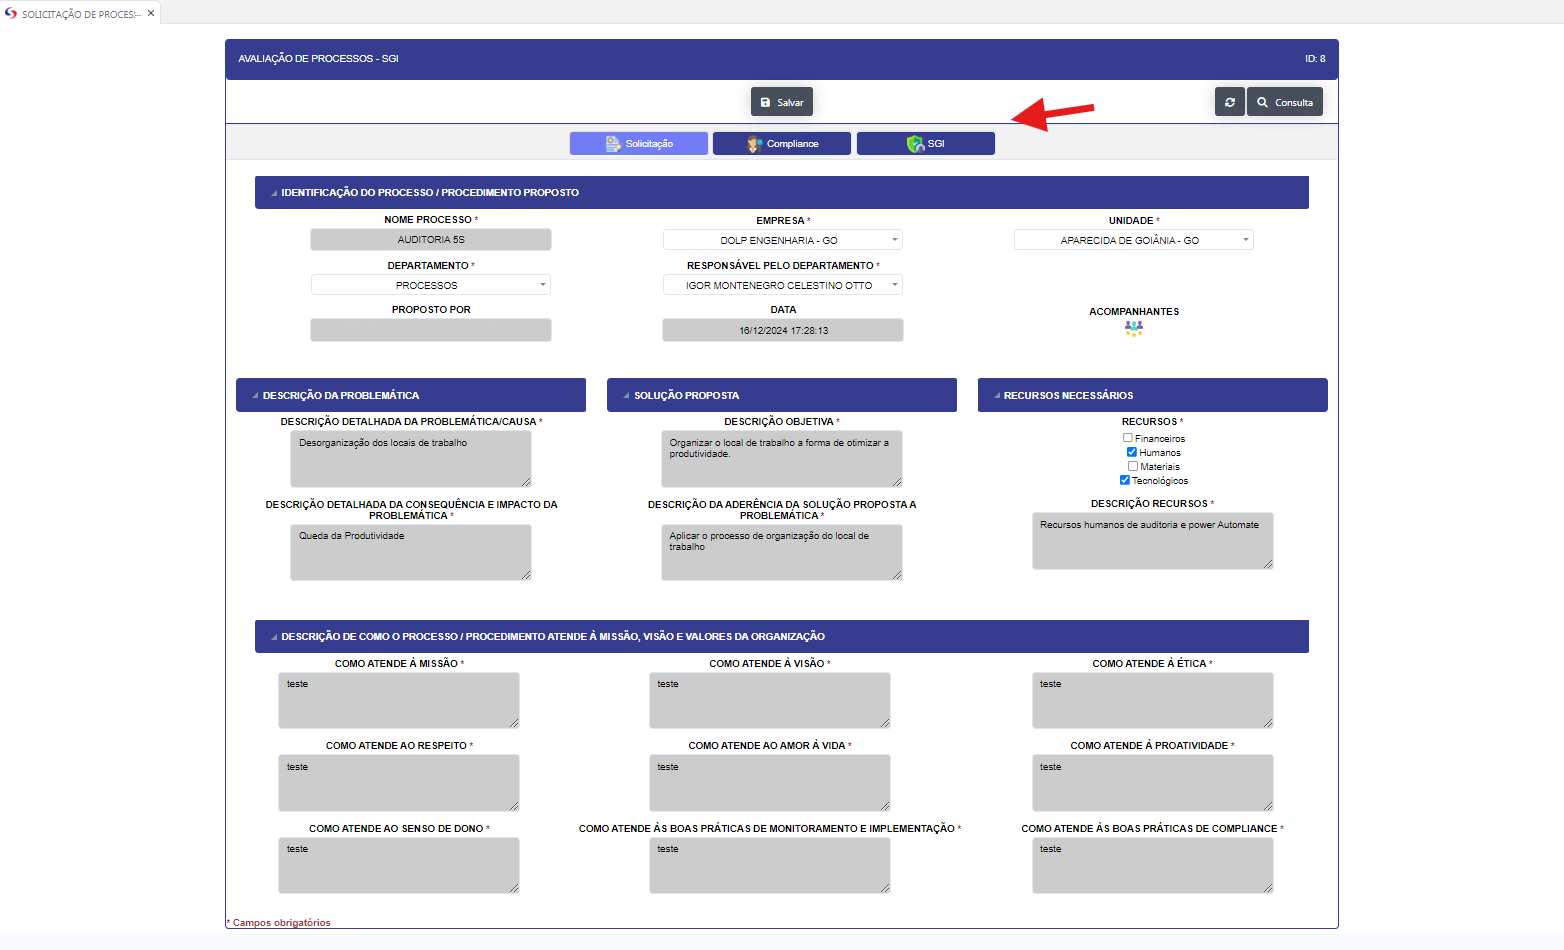 SOLICITAÇÃO DE PROCES
AVALIAÇÃO DE PROCESSOS - SGI
ID: 8
Salvar
Consulta
Solicitação
Compliance
SGI
IDENTIFICAÇÃO DO PROCESSO / PROCEDIMENTO PROPOSTO
NOME PROCESSO *
EMPRESA *
UNIDADE *
AUDITORIA 5S
DOLP ENGENHARIA - GO
APARECIDA DE GOIÂNIA - GO
DEPARTAMENTO *
RESPONSÁVEL PELO DEPARTAMENTO *
PROCESSOS
IGOR MONTENEGRO CELESTINO OTTO
PROPOSTO POR
DATA
ACOMPANHANTES
16/12/2024 17:28:13
DESCRIÇÃO DA PROBLEMÁTICA
DESCRIÇÃO DETALHADA DA PROBLEMÁTICA/CAUSA *
Desorganização dos locais de trabalho
DESCRIÇÃO DETALHADA DA CONSEQUÊNCIA E IMPACTO DA
PROBLEMÁTICA *
Queda da Produtividade
SOLUÇÃO PROPOSTA
DESCRIÇÃO OBJETIVA *
Organizar o local de trabalho a forma de otimizar a
produtividade.
DESCRIÇÃO DA ADERÊNCIA DA SOLUÇÃO PROPOSTA A
PROBLEMÁTICA *
Aplicar o processo de organização do local de
trabalho
RECURSOS NECESSÁRIOS
RECURSOS *
Financeiros
Humanos
Materiais
Tecnológicos
DESCRIÇÃO RECURSOS *
Recursos humanos de auditoria e power Automate
DESCRIÇÃO DE COMO O PROCESSO / PROCEDIMENTO ATENDE À MISSÃO, VISÃO E VALORES DA ORGANIZAÇÃO
COMO ATENDE À MISSÃO *
COMO ATENDE À VISÃO *
COMO ATENDE À ÉTICA *
teste
teste
teste
COMO ATENDE AO RESPEITO *
COMO ATENDE AO AMOR À VIDA *
COMO ATENDE À PROATIVIDADE *
teste
teste
teste
COMO ATENDE AO SENSO DE DONO *
COMO ATENDE ÀS BOAS PRÁTICAS DE MONITORAMENTO E IMPLEMENTAÇÃO *
COMO ATENDE ÀS BOAS PRÁTICAS DE COMPLIANCE *
teste
teste
teste
* Campos obrigatórios